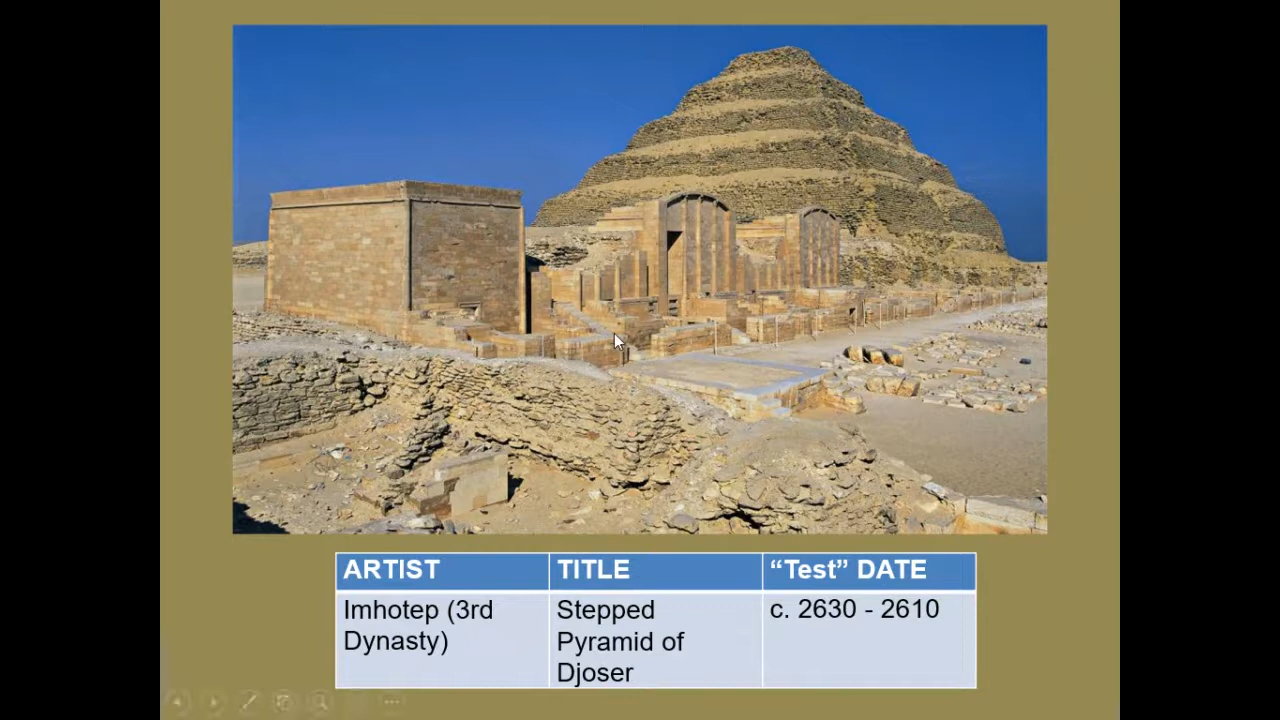 ARTIST
TITLE
“Test” DATE
Imhotep (3rd
Dynasty)
Stepped
Pyramid of
Djoser
c. 2630 - 2610